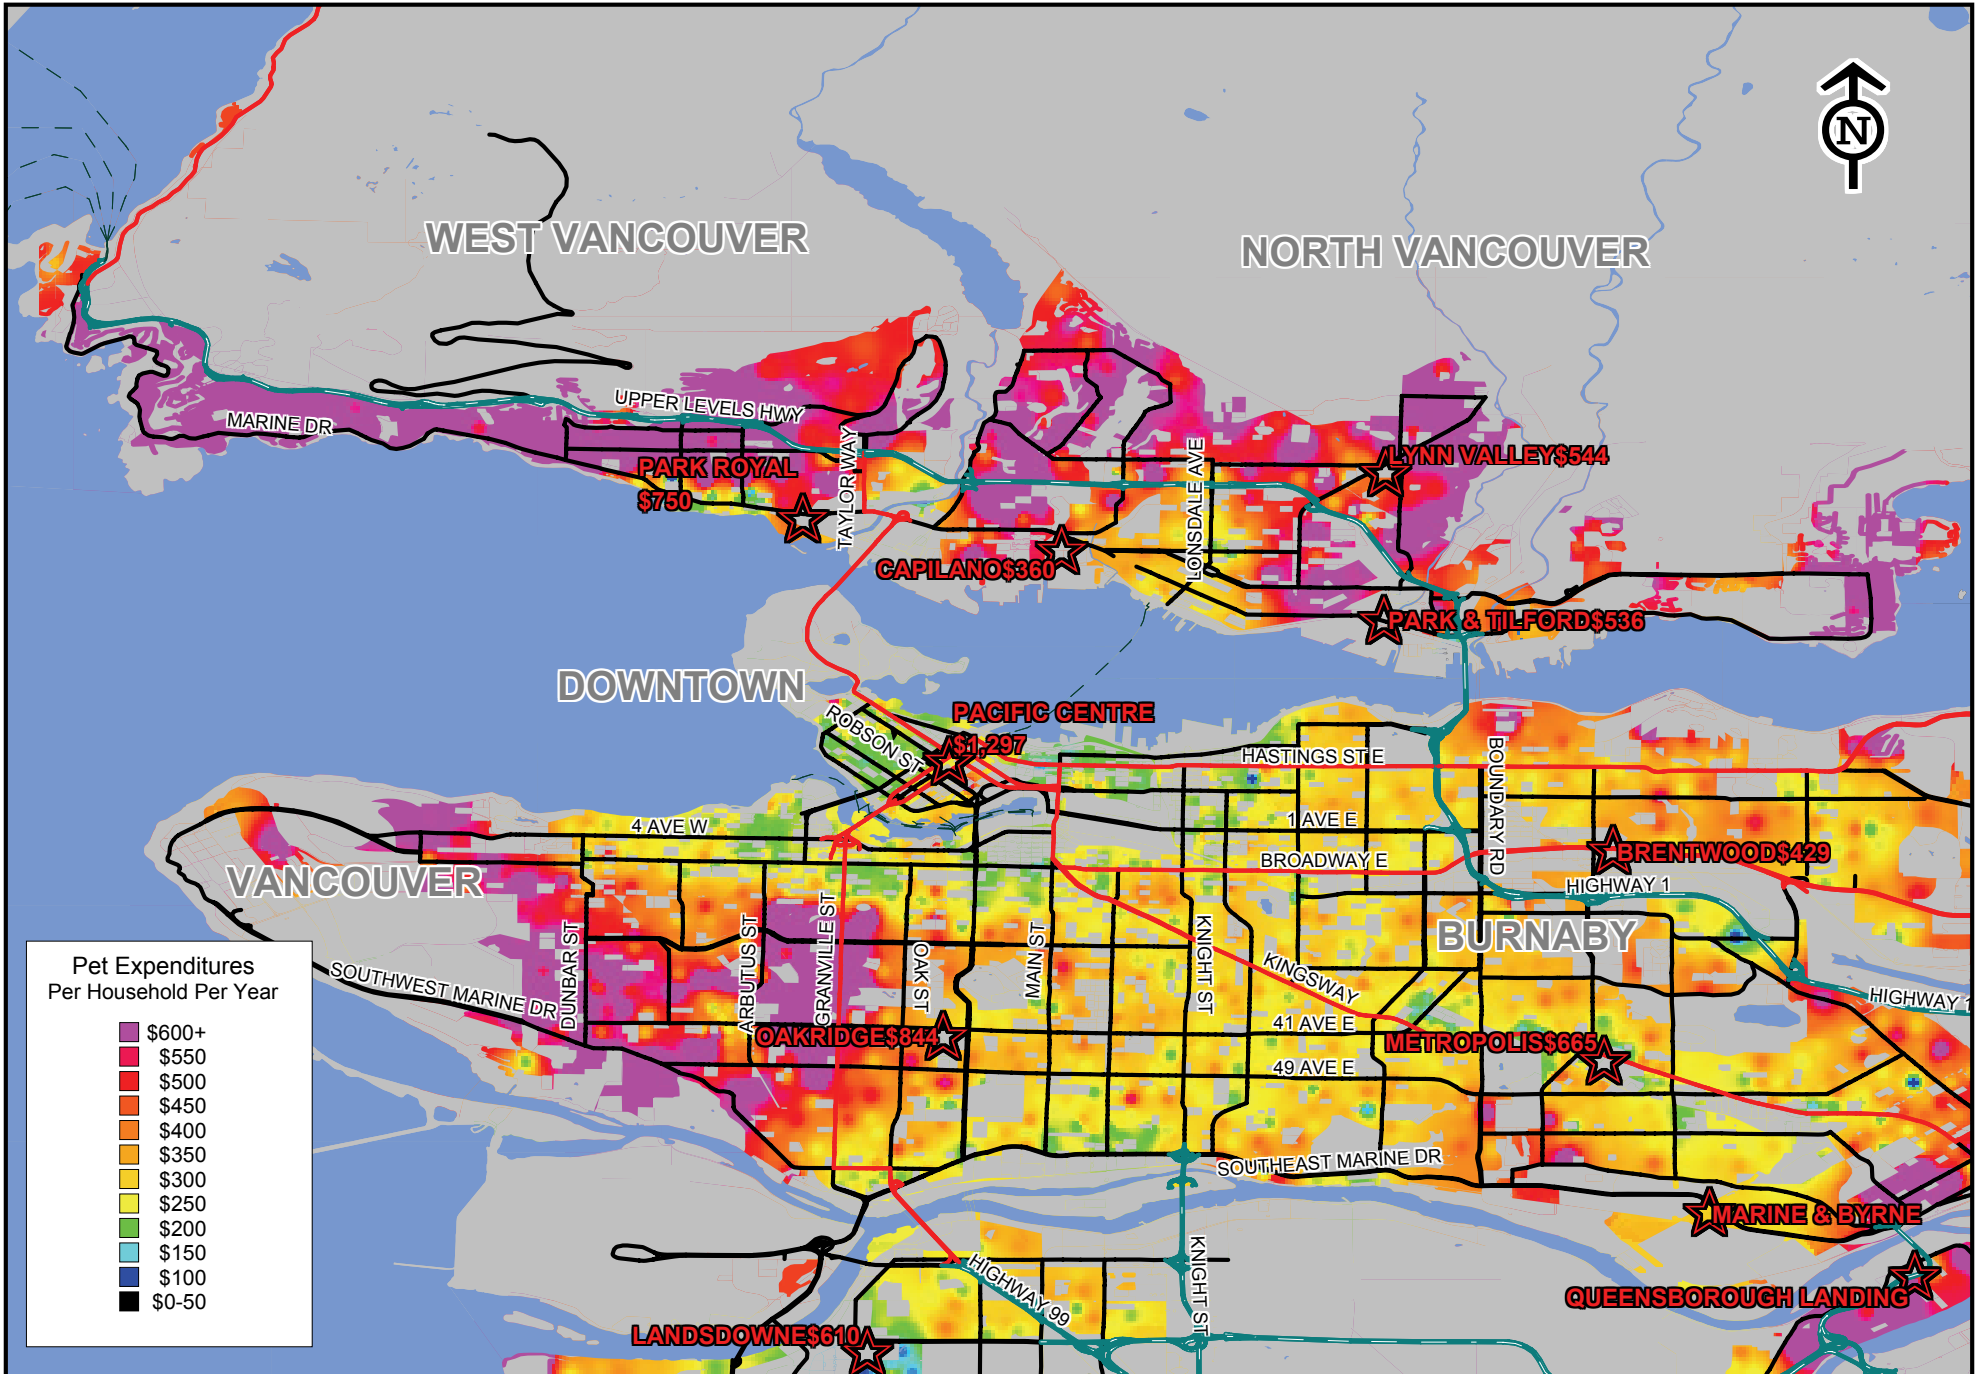 N
WEST VANCOUVER
NORTH VANCOUVER
UPPER LEVELS HWY
MARINE DR
PARK ROYAL
$750
TAYLOR WAY
LONSDALE AVE
LYNN VALLEY$544
CAPILANO$360
PARK & TILFORD$536
DOWNTOWN
PACIFIC CENTRE
$1,297
ROBSON ST
HASTINGS ST E
BOUNDARY RD
4 AVE W
1 AVE E
BROADWAY E
BRENTWOOD$429
HIGHWAY 1
VANCOUVER
BURNABY
DUNBAR ST
ARBUTUS ST
GRANVILLE ST
OAK ST
MAIN ST
KNIGHT ST
KINGSWAY
SOUTHWEST MARINE DR
HIGHWAY 1
OAKRIDGE$844
41 AVE E
METROPOLIS$665
49 AVE E
SOUTHEAST MARINE DR
MARINE & BYRNE
KNIGHT ST
HIGHWAY 99
QUEENSBOROUGH LANDING
LANDSDOWNE$610
Pet Expenditures
Per Household Per Year
$600+
$550
$500
$450
$400
$350
$300
$250
$200
$150
$100
$0-50